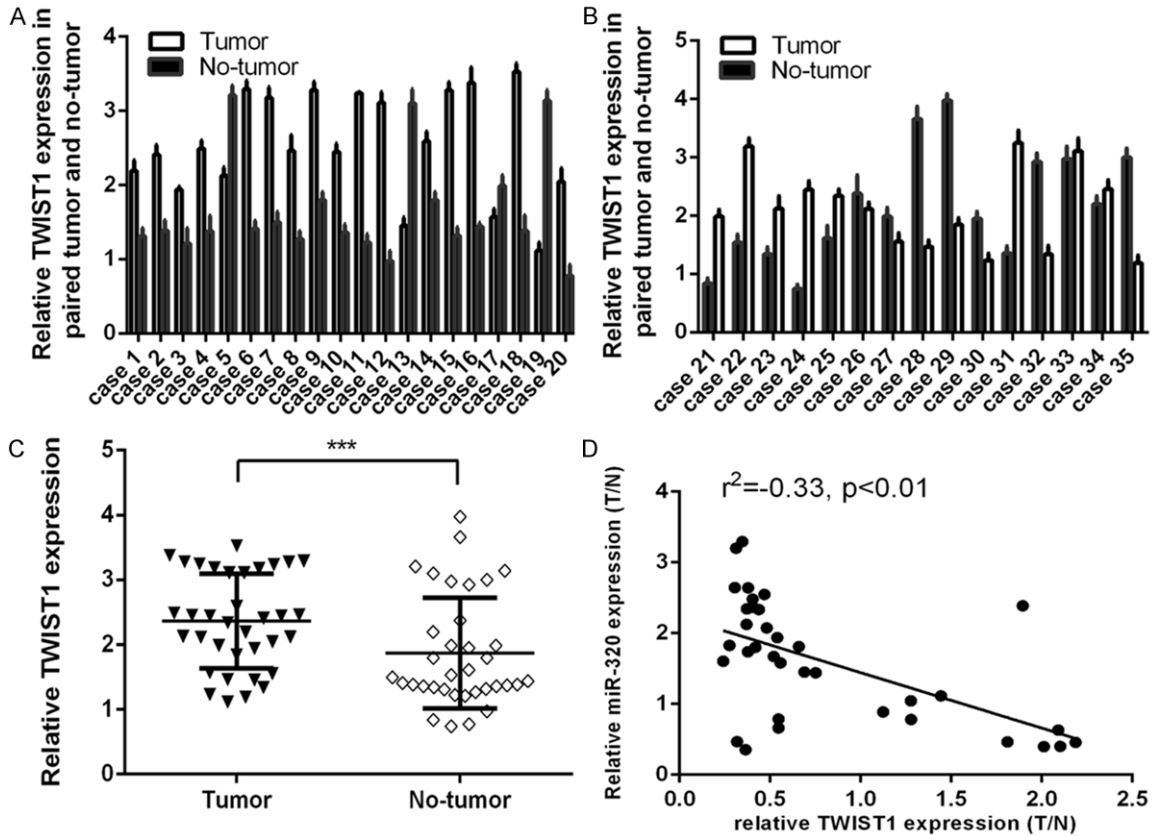 A
Relative TWIST1 expression in
paired tumor and no-tumor
4
3
2
1
0
Tumor
No-tumor
case 1
case 2
case 3
case 4
case 5
case 6
case 7
case 8
case 9
case 10
case 11
case 12
case 13
case 14
case 15
case 16
case 17
case 18
case 19
case 20
B
Relative TWIST1 expression in
paired tumor and no-tumor
5
4
3
2
1
0
Tumor
No-tumor
case 21
case 22
case 23
case 24
case 25
case 26
case 27
case 28
case 29
case 30
case 31
case 32
case 33
case 34
case 35
C
Relative TWIST1 expression
5
4
3
2
1
0
***
Tumor
No-tumor
D
Relative miR-320 expression (T/N)
r²=-0.33, p<0.01
4
3
2
1
0
0.0
0.5
1.0
1.5
2.0
2.5
relative TWIST1 expression (T/N)